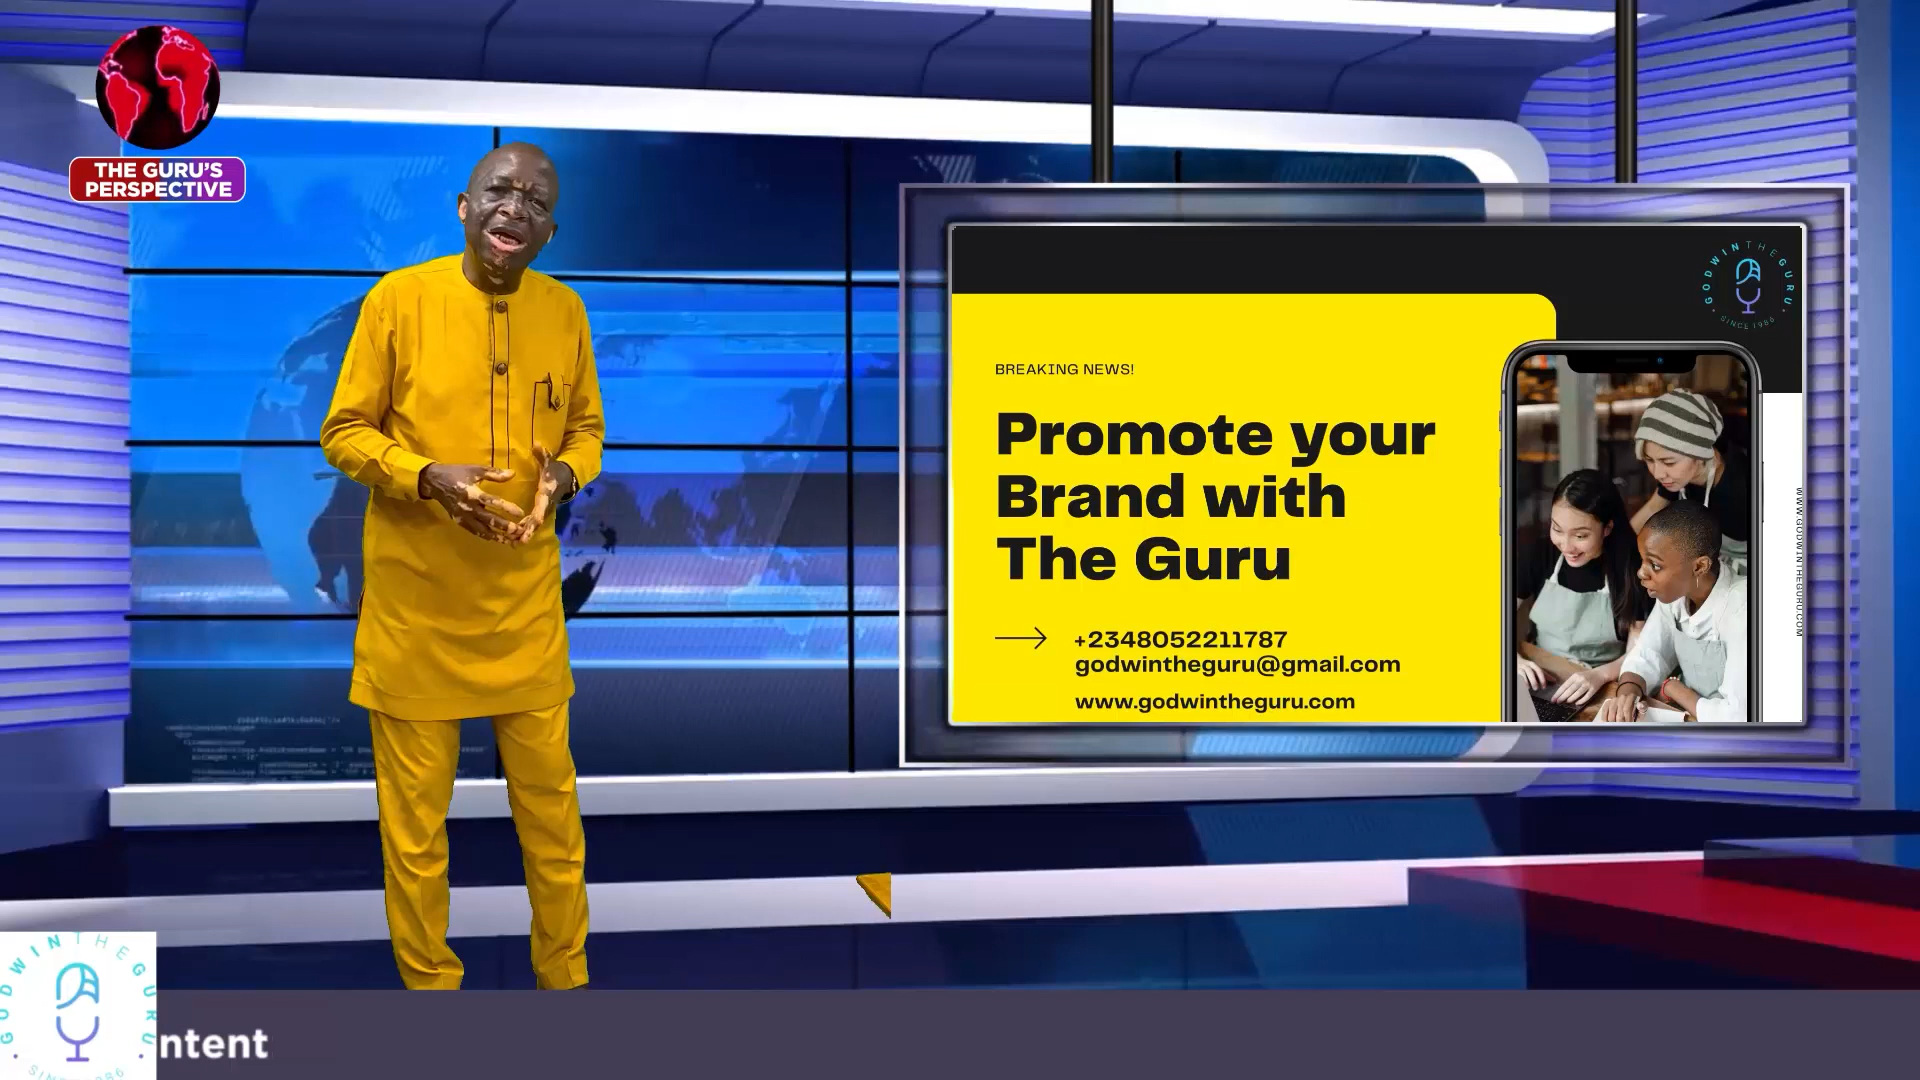 THE GURU'S
PERSPECTIVE
GODWINTHEGURU
SINCE 1986
BREAKING NEWS!
Promote your
Brand with
The Guru
+2348052211787
godwintheguru@gmail.com
www.godwintheguru.com
WWW.GODWINTHEGURU.COM
GODWINTHEGURU
ntent